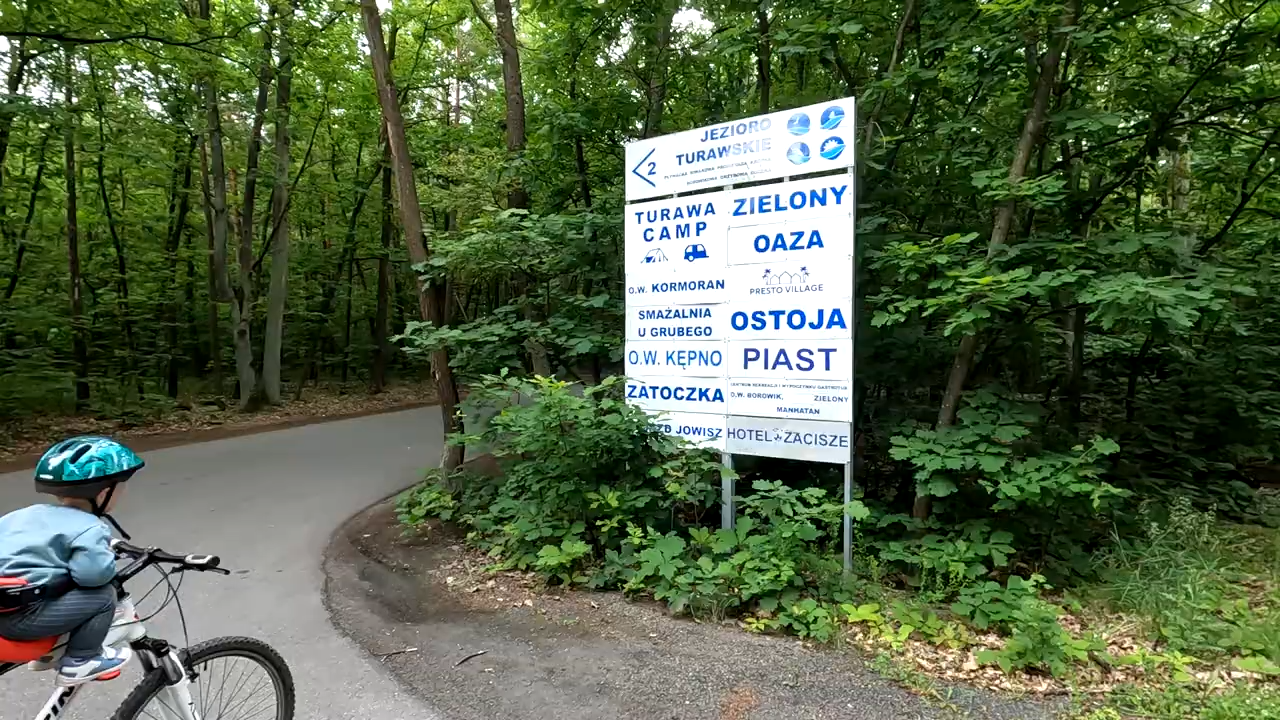 JEZIORO
TURAWSKIE
2
TURAWA
CAMP
O.W. KORMORAN
SMAŻALNIA
U GRUBEGO
O.W. KĘPNO
ZATOCZKA
JOWISZ
ZIELONY
OAZA
PRESTO VILLAGE
OSTOJA
PIAST
O.W. BOROWIK, ZIELONY
MANHATAN
HOTEL ZACISZE